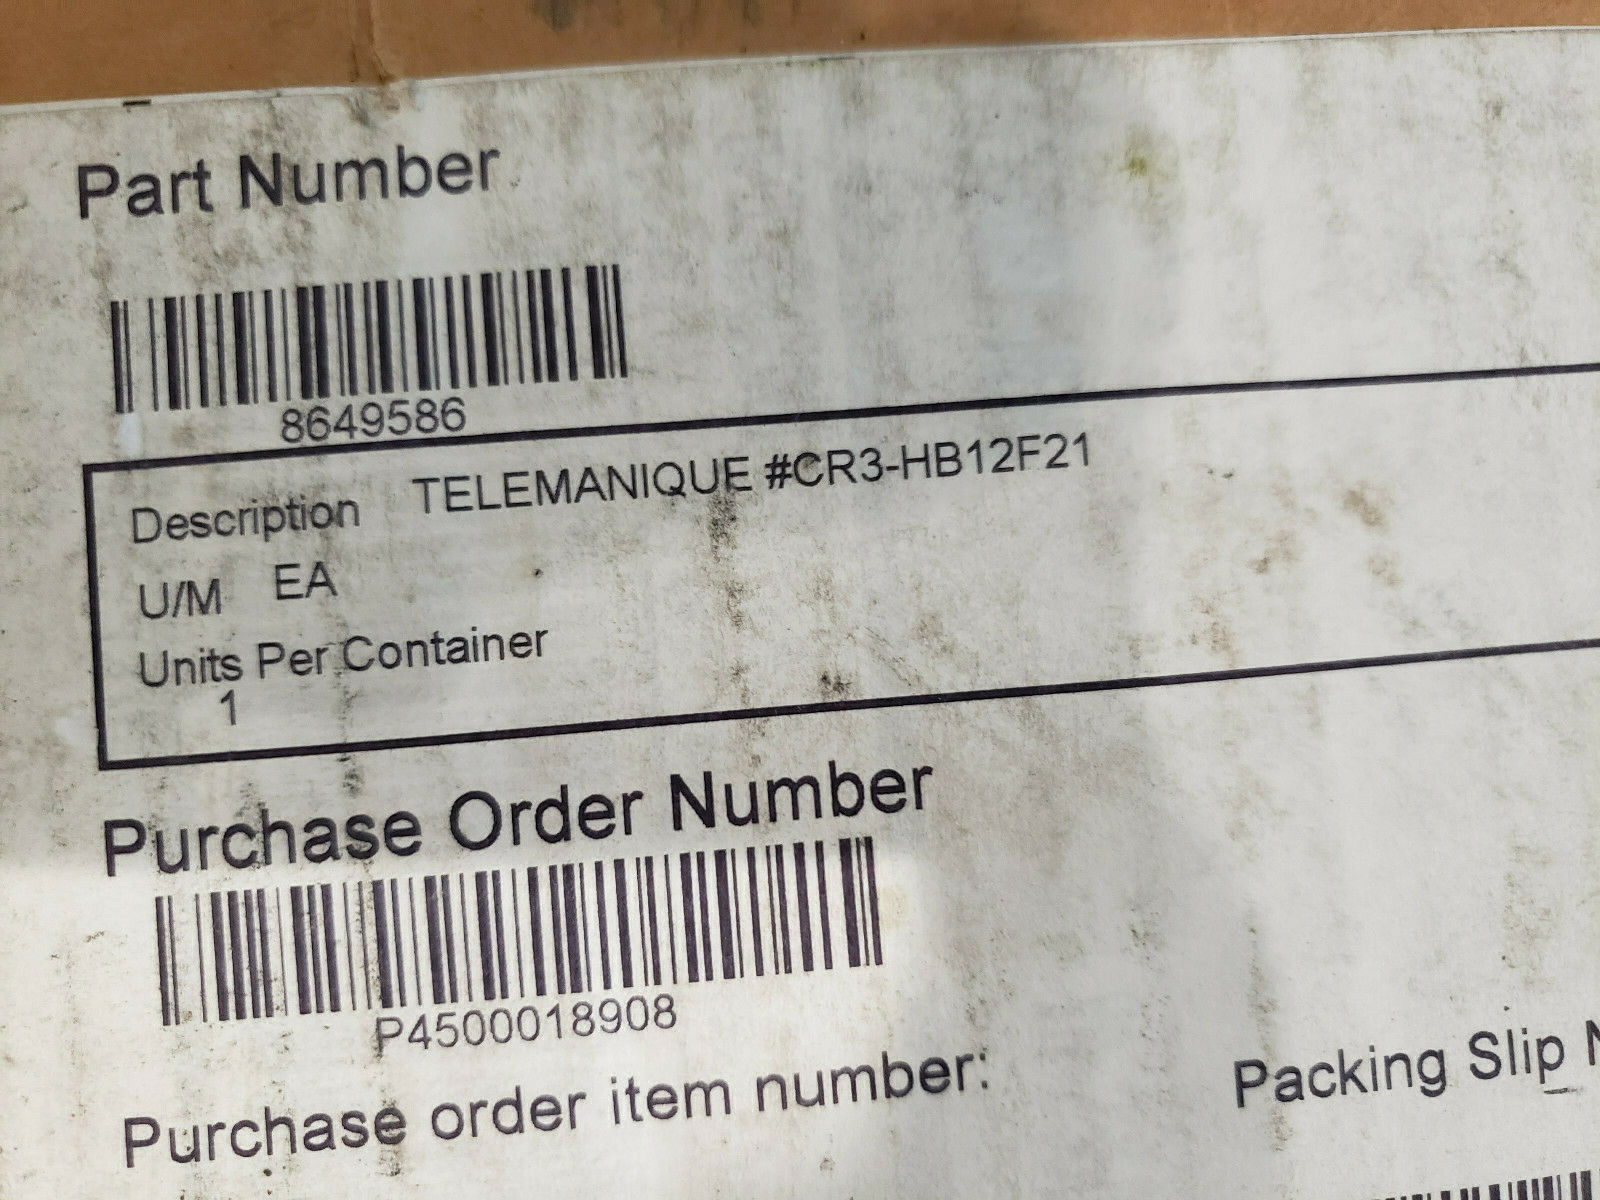 Part Number
8649586
Description TELEMANIQUE #CR3-HB12F21
U/M EA
Units Per Container
1
Purchase Order Number
P4500018908
Purchase order item number:
Packing Slip N